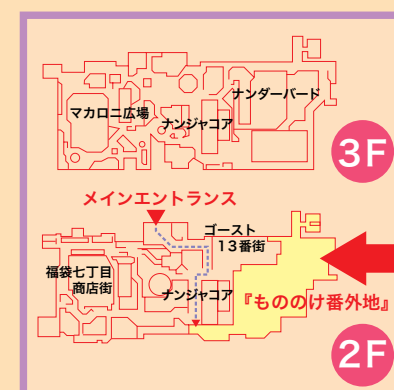 ナンダーバード
マカロニ広場
ナンジャコア
3F
メインエントランス
ゴースト
13番街
福袋七丁目
商店街
ナンジャコア
『もののけ番外地』
2F